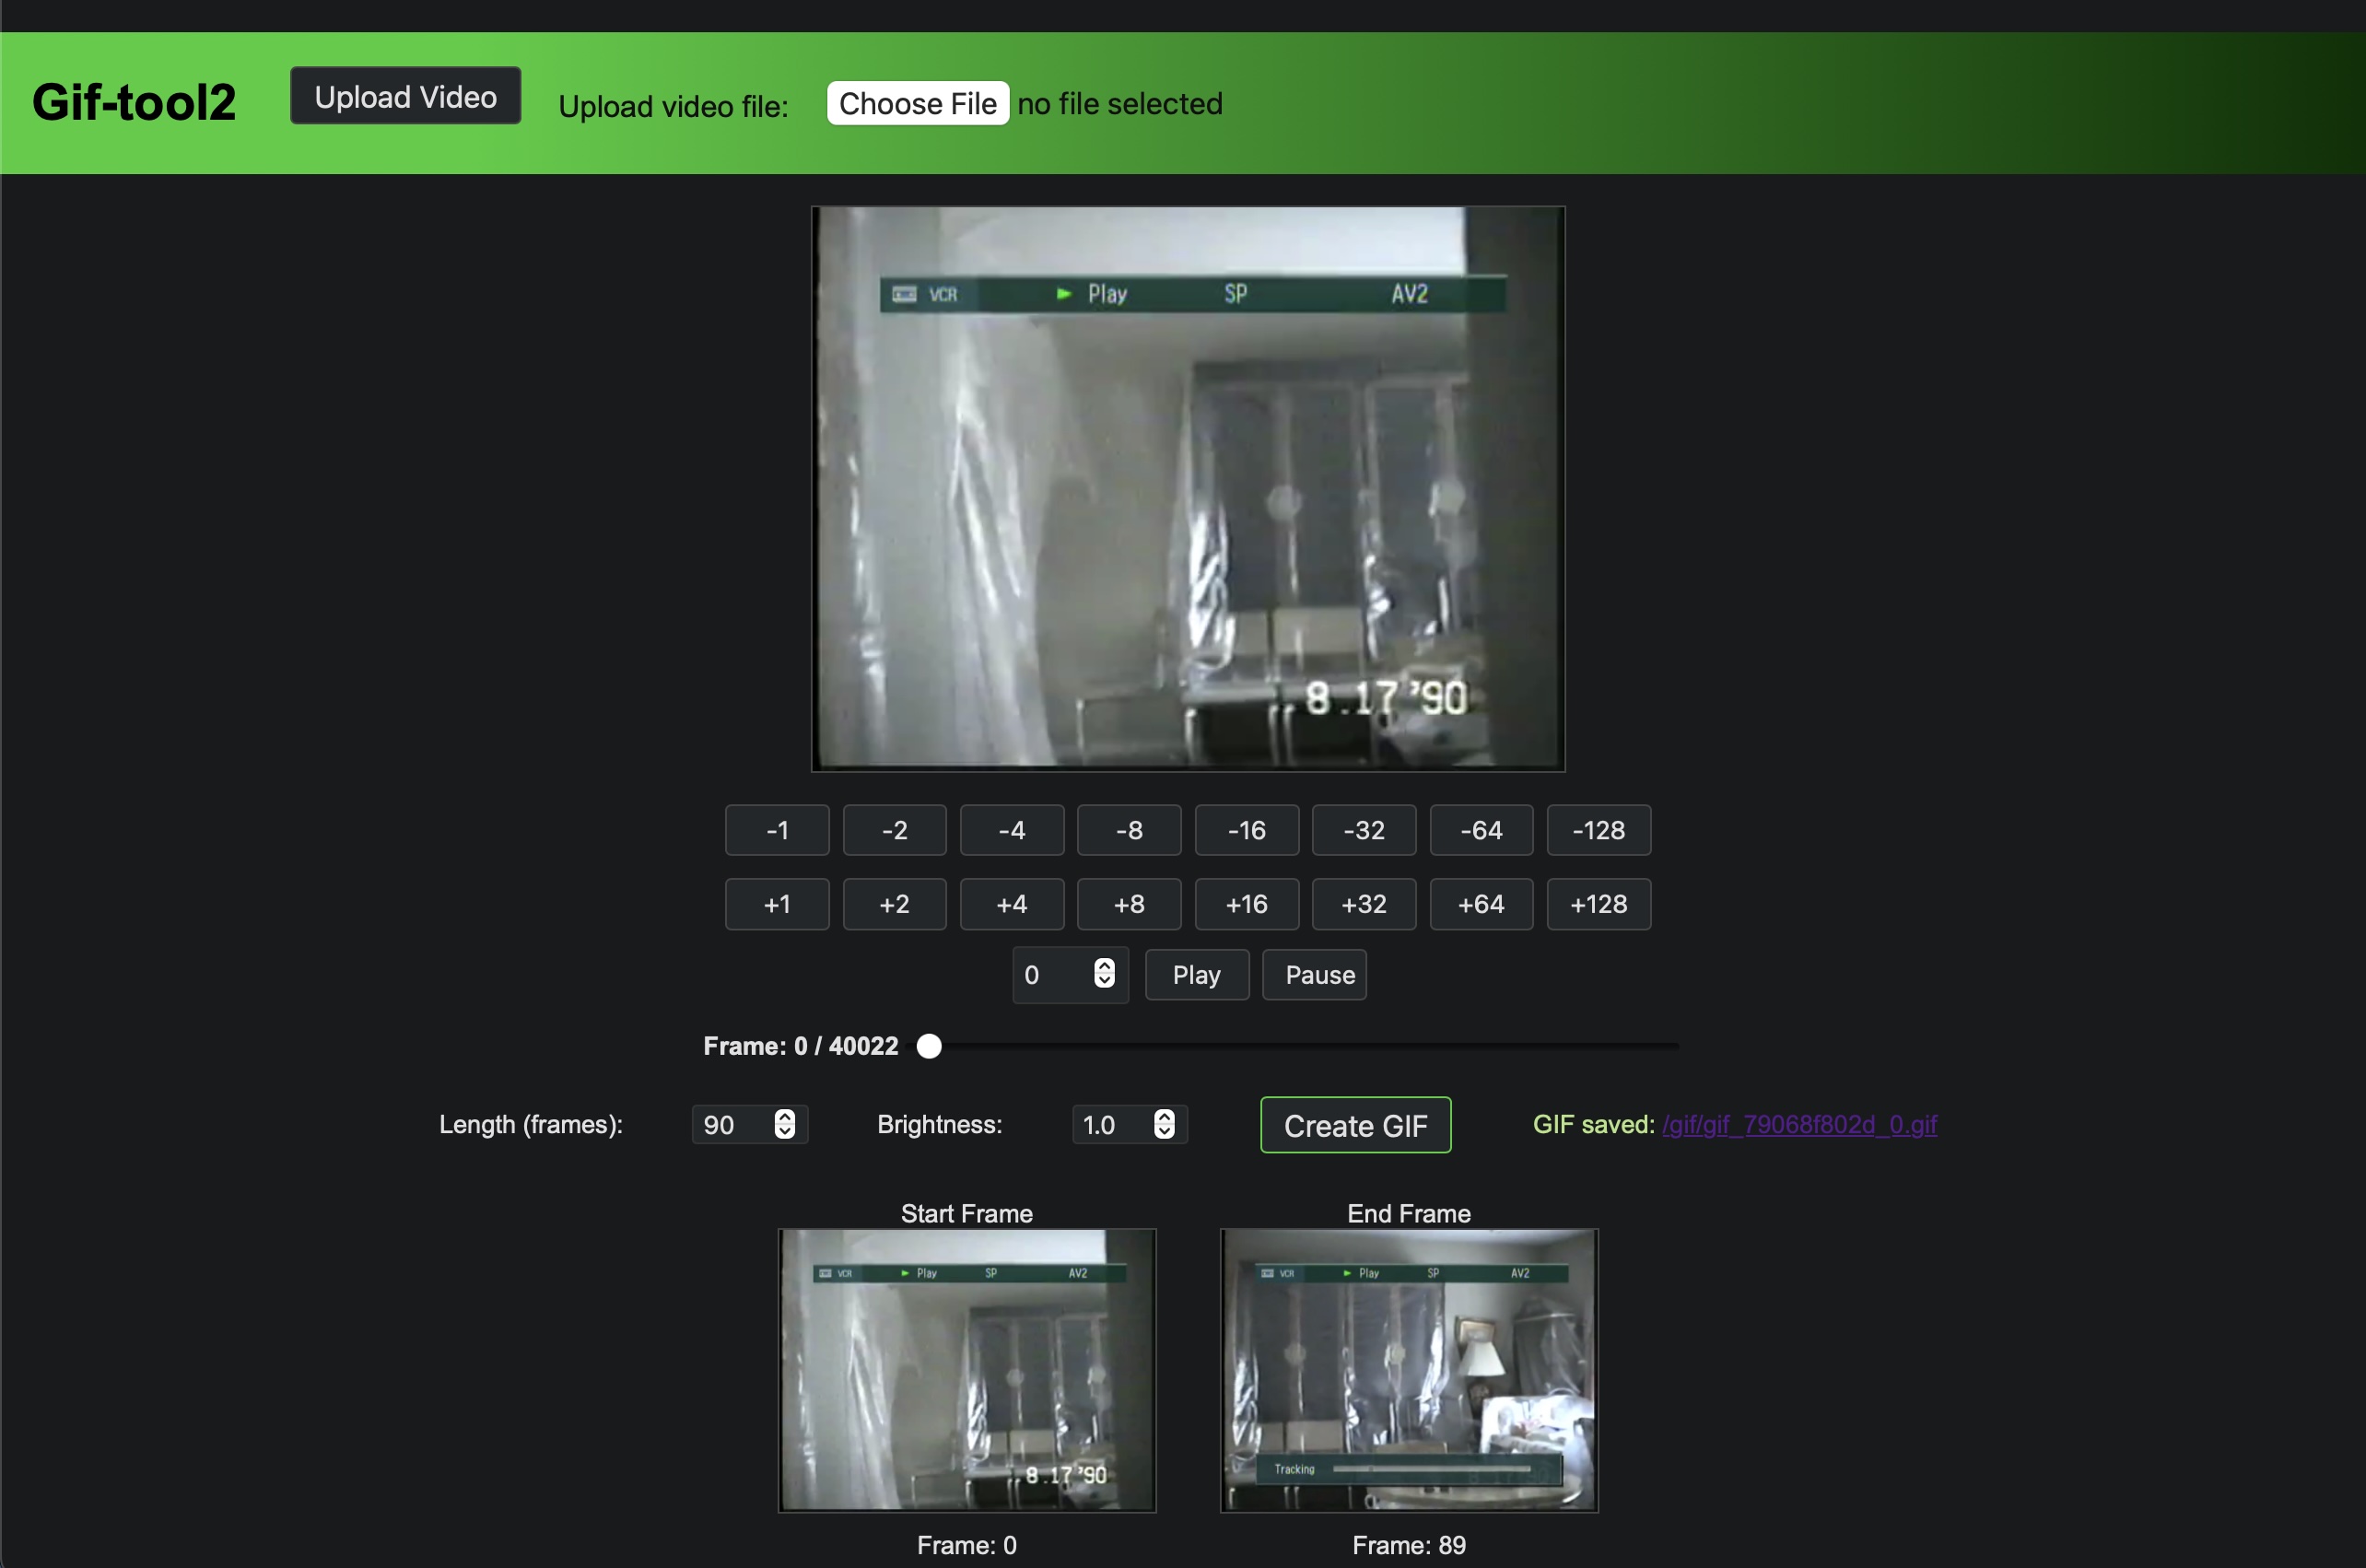 Gif-tool2 Upload Video Upload video file: Choose File no file selected
VCR Play SP AV2
8.17'90
-1 -2 -4 -8 -16 -32 -64 -128
+1 +2 +4 +8 +16 +32 +64 +128
0 Play Pause
Frame: 0 / 40022
Length (frames): 90 Brightness: 1.0 Create GIF GIF saved: /gif/gif_79068f802d_0.gif
Start Frame End Frame
VCR Play SP AV2 VCR Play SP AV2
8.17'90 Tracking
Frame: 0 Frame: 89